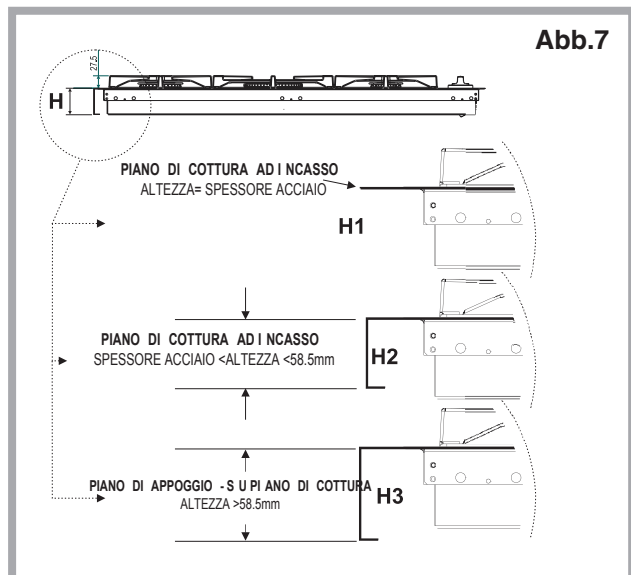 Abb.7
27.5
H
PIANO DI COTTURA AD I NCASSO
ALTEZZA= SPESSORE ACCIAIO
H1
PIANO DI COTTURA AD I NCASSO
SPESSORE ACCIAIO <ALTEZZA <58.5mm
H2
PIANO DI APPOGGIO - S U PI ANO DI COTTURA
ALTEZZA >58.5mm
H3